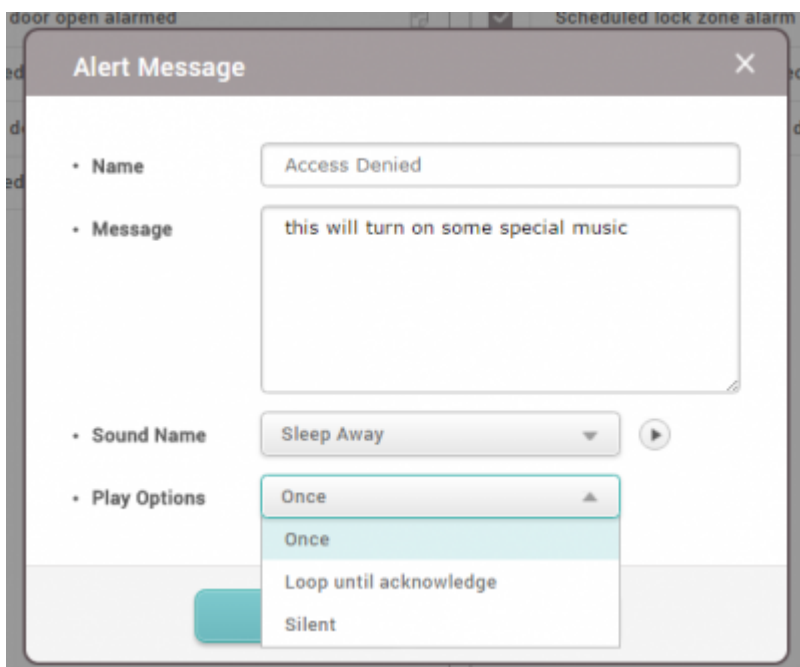 door open alarmed
Scheduled lock zone alarm
Alert Message
• Name
Access Denied
• Message
this will turn on some special music
• Sound Name
Sleep Away
• Play Options
Once
Once
Loop until acknowledge
Silent